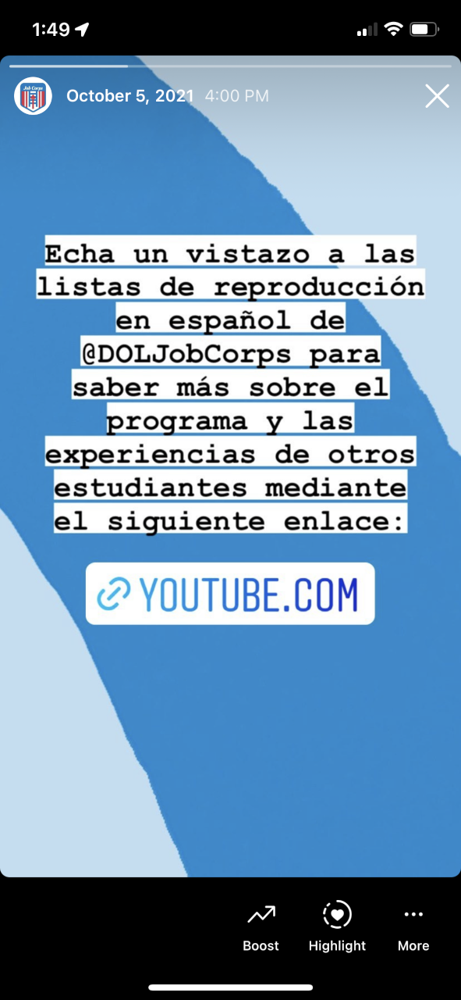 1:49
Job Corps
October 5, 2021 4:00 PM
Echa un vistazo a las
listas de reproducción
en español de
@DOLJobCorps para
saber más sobre el
programa y las
experiencias de otros
estudiantes mediante
el siguiente enlace:
YOUTUBE.COM
Boost Highlight More